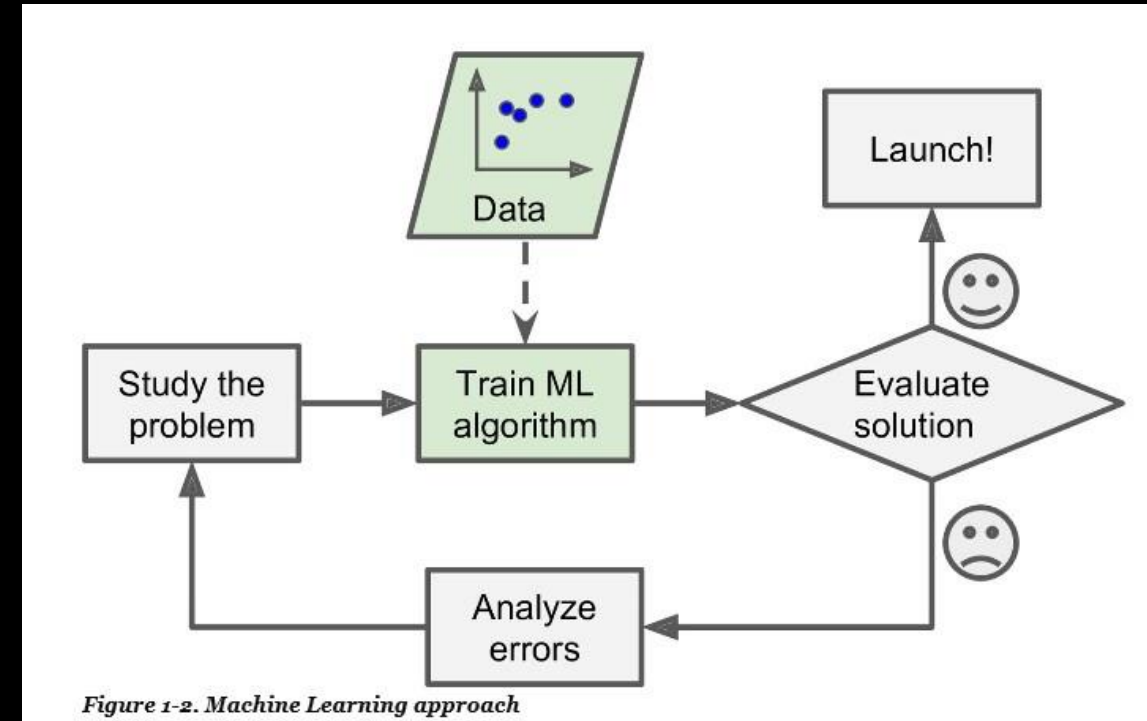 Data
Launch!
Study the
problem
Train ML
algorithm
Evaluate
solution
Analyze
errors
Figure 1-2. Machine Learning approach